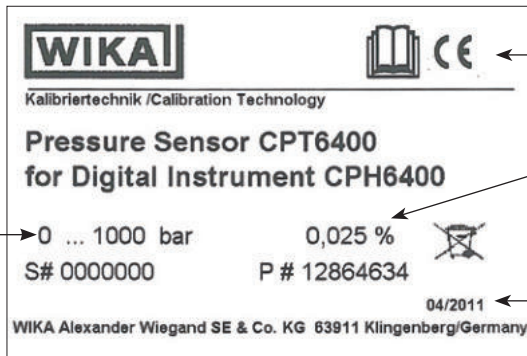 WIKA
CE
Kalibriertechnik /Calibration Technology
Pressure Sensor CPT6400
for Digital Instrument CPH6400
0 ... 1000 bar 0,025 %
S# 0000000 P # 12864634
04/2011
WIKA Alexander Wiegand SE & Co. KG 63911 Klingenberg/Germany